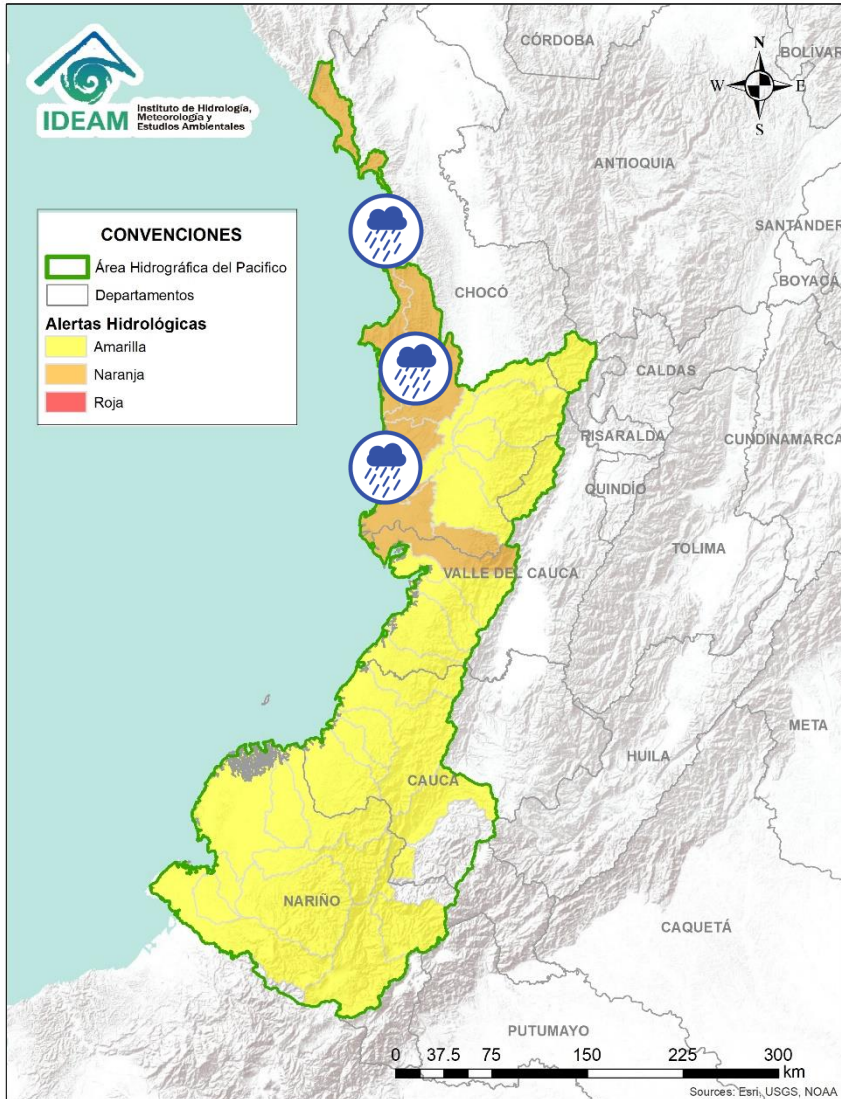 IDEAM
Instituto de Hidrología,
Meteorología y
Estudios Ambientales
CONVENCIONES
Área Hidrográfica del Pacifico
Departamentos
Alertas Hidrológicas
Amarilla
Naranja
Roja
N
W
E
S
CÓRDOBA
BOLÍVAR
ANTIOQUIA
SANTANDER
BOYACÁ
CHOCÓ
CALDAS
RISARALDA
CUNDINAMARCA
QUINDÍO
TOLIMA
VALLE DEL CAUCA
META
HUILA
CAUCA
NARIÑO
CAQUETÁ
PUTUMAYO
0 37.5 75 150 225 300
km
Sources: Esri, USGS, NOAA